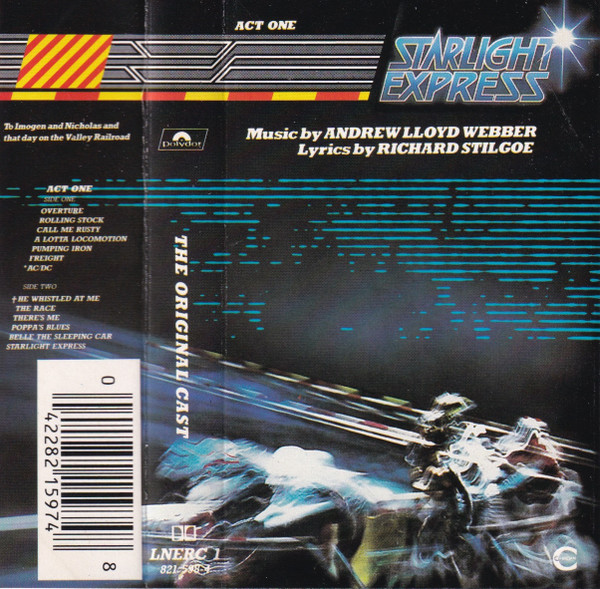 ACT ONE
STARLIGHT
EXPRESS
To Imogen and Nicholas and
that day on the Valley Railroad
Polydor
Music by ANDREW LLOYD WEBBER
Lyrics by RICHARD STILGOE
ACT ONE
SIDE ONE
OVERTURE
ROLLING STOCK
CALL ME RUSTY
A LOTTA LOCOMOTION
PUMPING IRON
FREIGHT
*AC/DC
SIDE TWO
†HE WHISTLED AT ME
THE RACE
THERE'S ME
POPPA'S BLUES
BELLE THE SLEEPING CAR
STARLIGHT EXPRESS
THE ORIGINAL CAST
0 42282 15974 8
LNERC 1
821 598-4